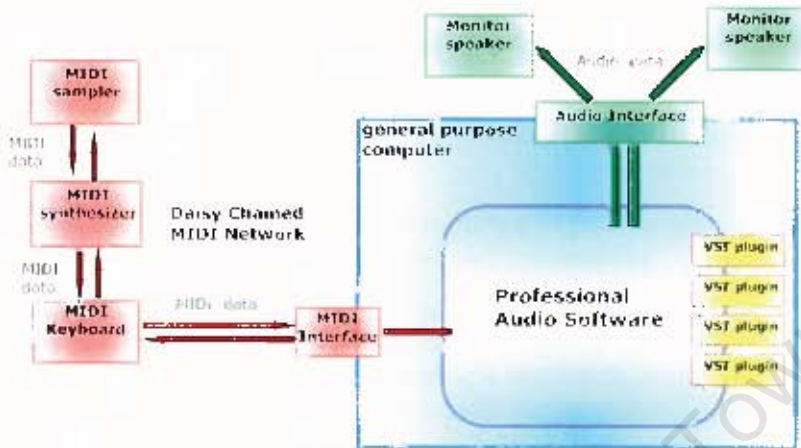 Monitor
speaker
Monitor
speaker
Audio data
MIDI
sampler
Audio Interface
general purpose
computer
MIDI
data
MIDI
synthesizer
Daisy Chained
MIDI Network
MIDI
data
VST plugin
VST plugin
VST plugin
VST plugin
Professional
Audio Software
MIDI
Keyboard
MIDI data
MIDI
Interface